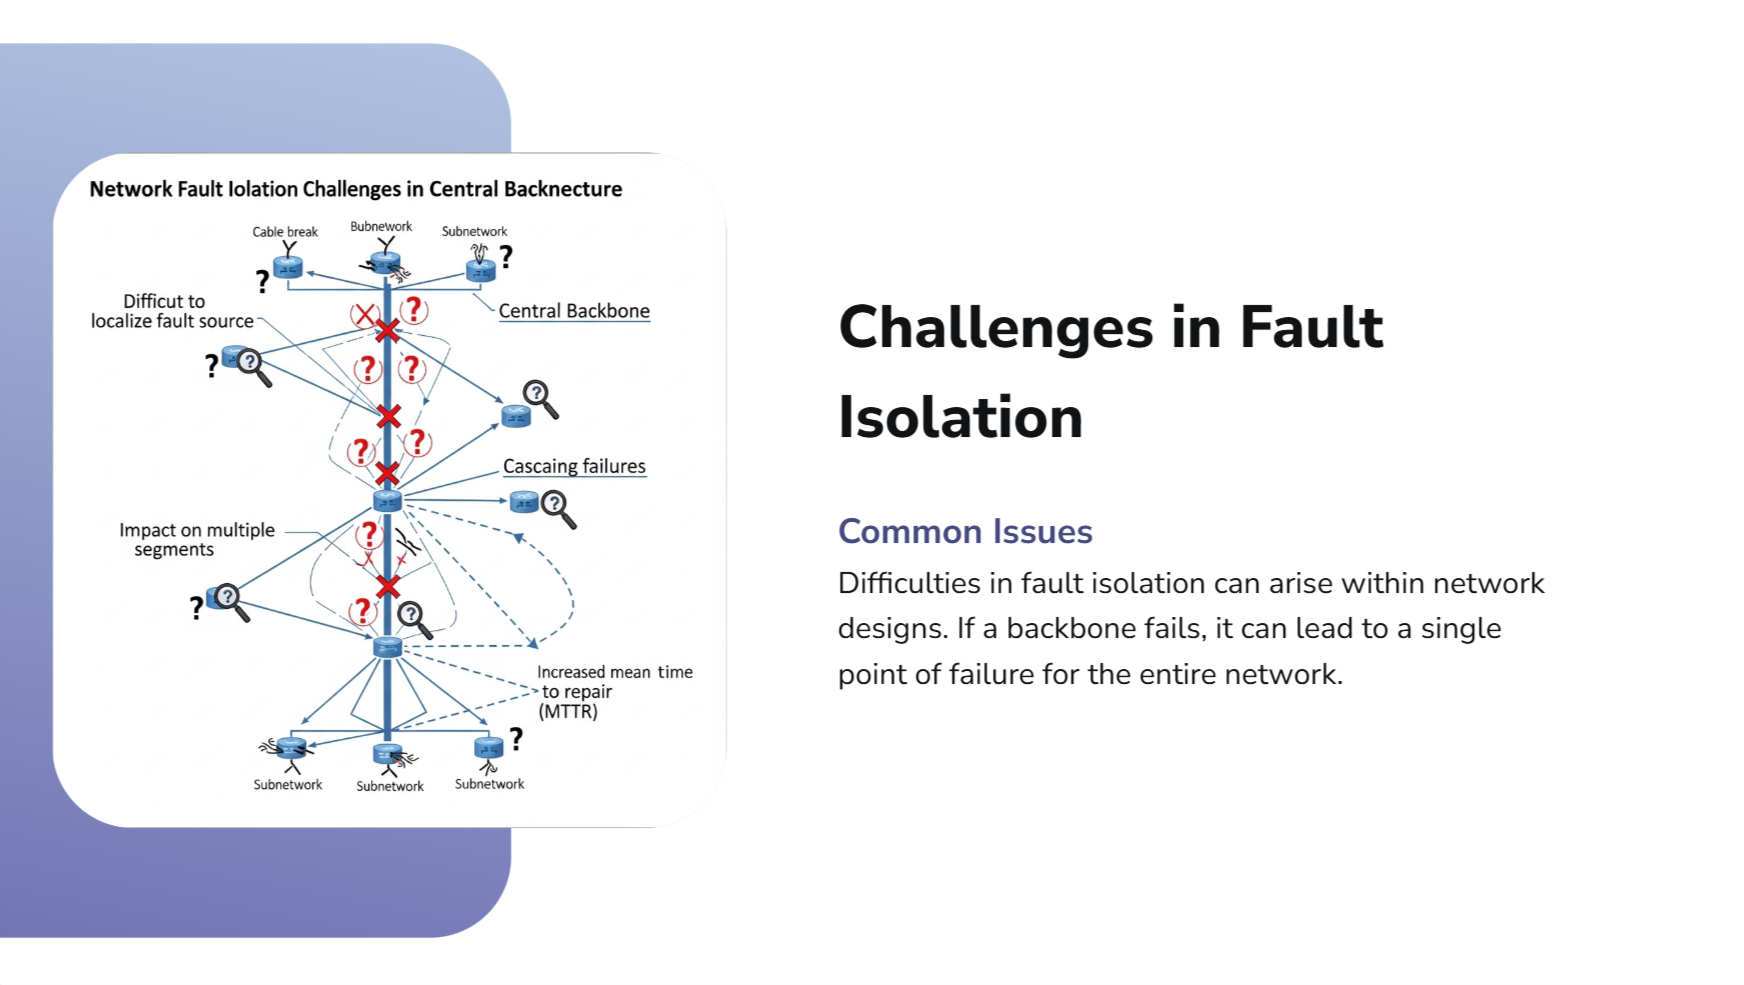 Network Fault Iolation Challenges in Central Backnecture
Cable break
Bubnework
Subnetwork
?
?
Difficut to
localize fault source
Central Backbone
?
?
?
?
?
?
?
?
?
Cascaing failures
?
Impact on multiple
segments
?
?
?
?
?
Increased mean time
to repair
(MTTR)
?
Subnetwork
Subnetwork
Subnetwork
Challenges in Fault
Isolation
Common Issues
Difficulties in fault isolation can arise within network
designs. If a backbone fails, it can lead to a single
point of failure for the entire network.